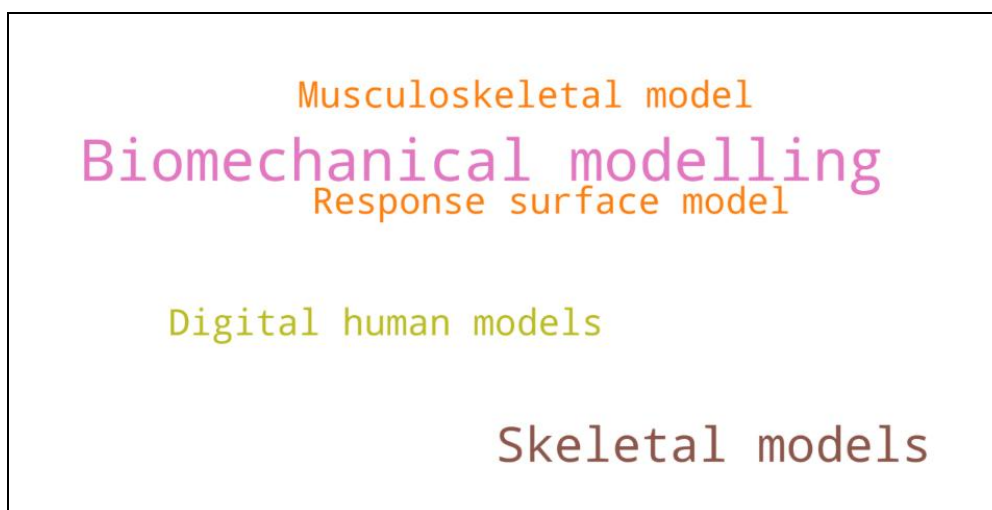 Musculoskeletal model
Biomechanical modelling
Response surface model
Digital human models
Skeletal models